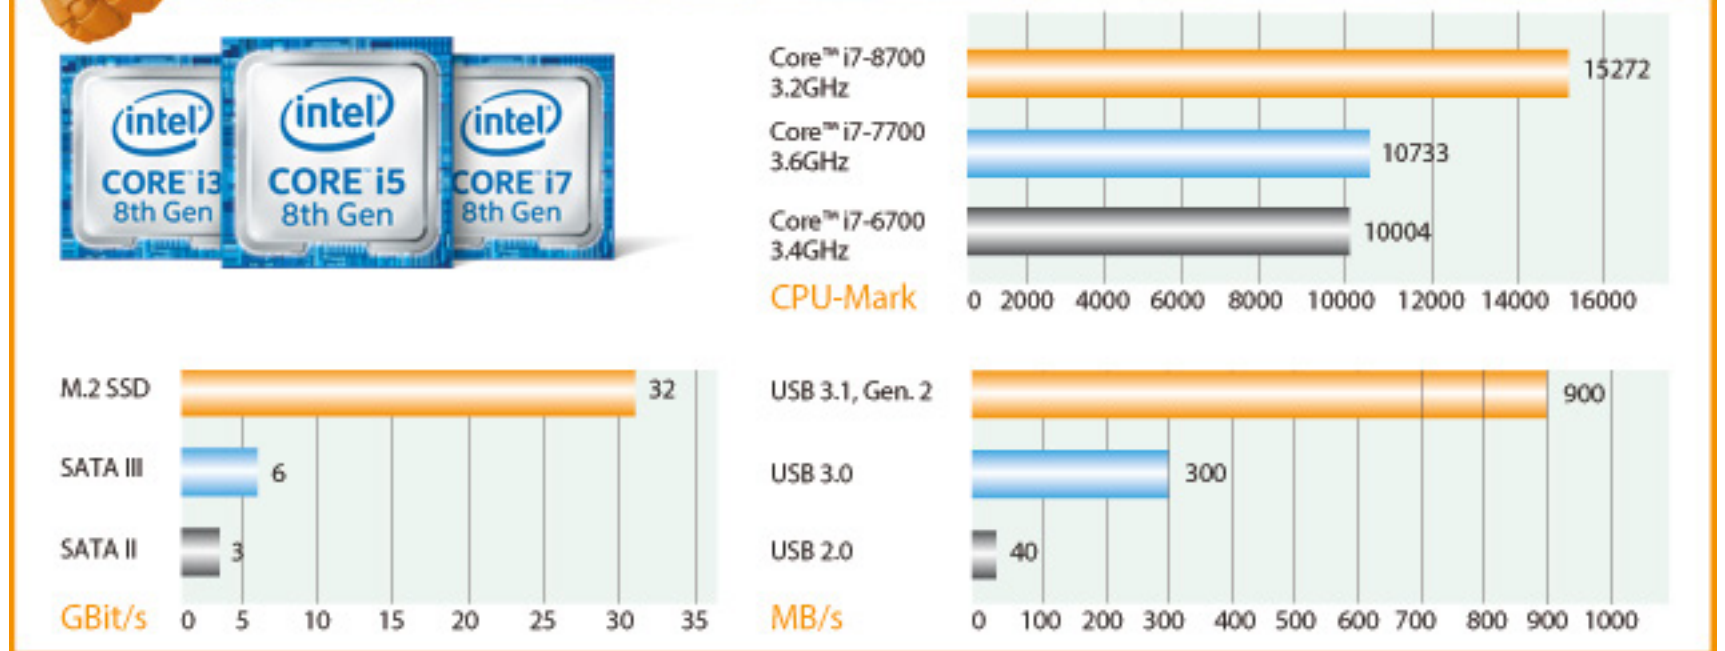 intel
CORE™ i3
8th Gen
intel
CORE™ i5
8th Gen
intel
CORE™ i7
8th Gen
Core™ i7-8700
3.2GHz
15272
Core™ i7-7700
3.6GHz
10733
Core™ i7-6700
3.4GHz
10004
CPU-Mark 0 2000 4000 6000 8000 10000 12000 14000 16000
M.2 SSD 32
SATA III 6
SATA II 3
GBit/s 0 5 10 15 20 25 30 35
USB 3.1, Gen. 2 900
USB 3.0 300
USB 2.0 40
MB/s 0 100 200 300 400 500 600 700 800 900 1000